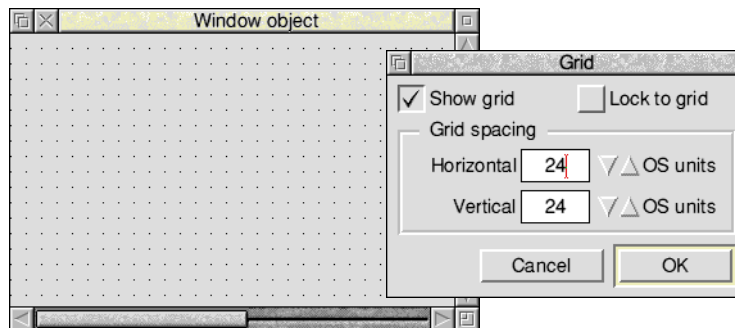 Window object
Grid
Show grid Lock to grid
Grid spacing
Horizontal 24 OS units
Vertical 24 OS units
Cancel OK